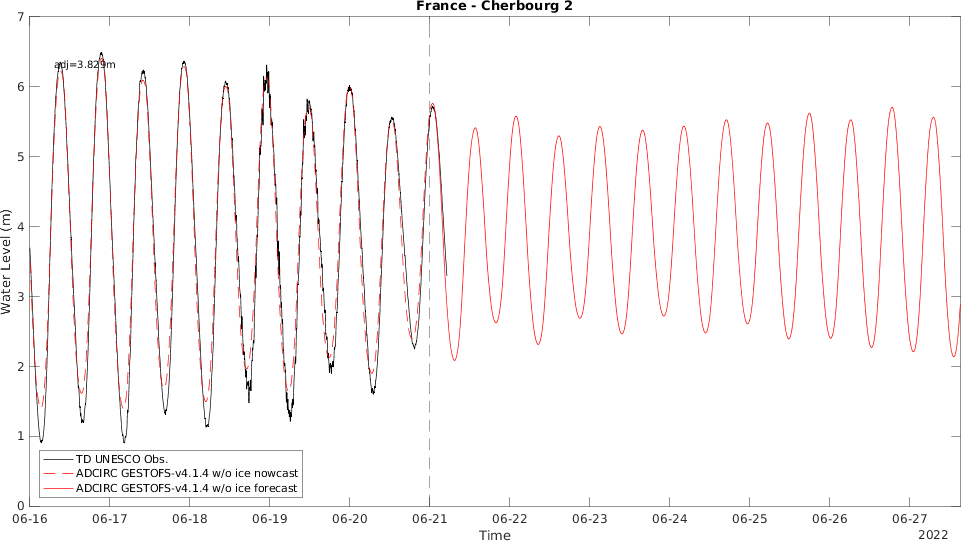 France - Cherbourg 2
7
6
5
4
3
2
1
0
Water Level (m)
adj=3.829m
TD UNESCO Obs.
ADCIRC GESTOFS-v4.1.4 w/o ice nowcast
ADCIRC GESTOFS-v4.1.4 w/o ice forecast
06-16 06-17 06-18 06-19 06-20 06-21 06-22 06-23 06-24 06-25 06-26 06-27
Time
2022